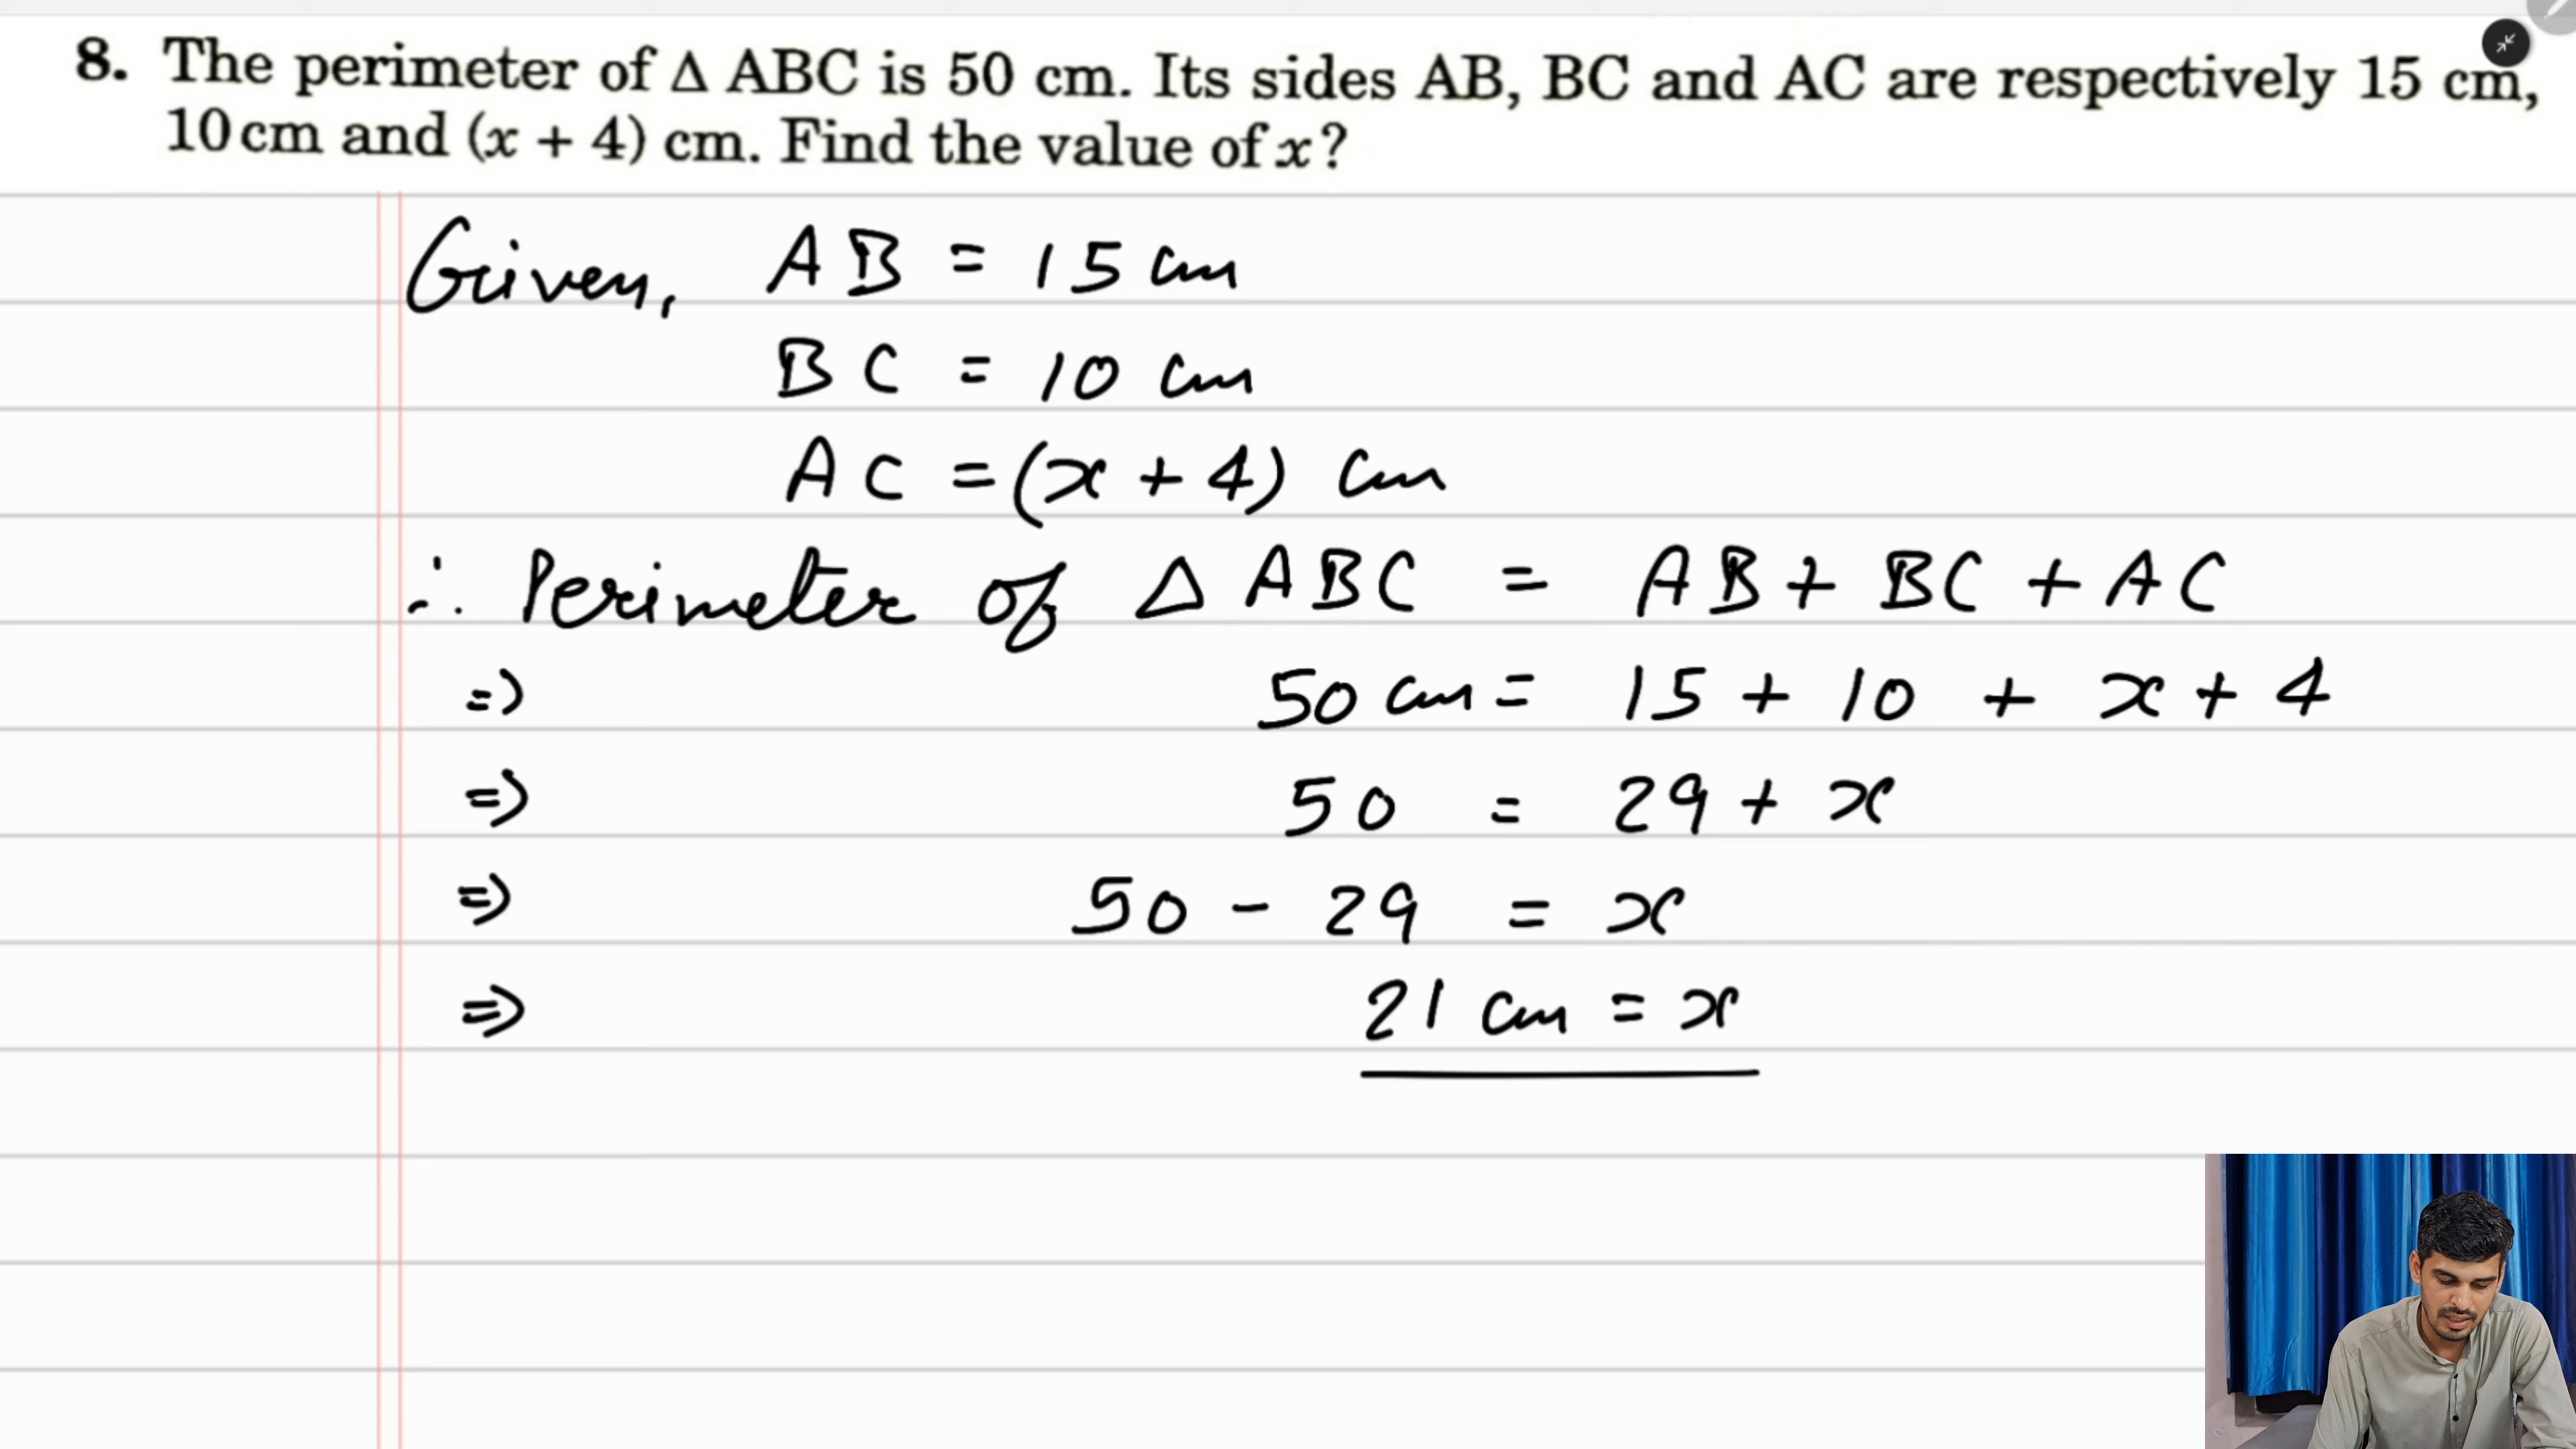 8. The perimeter of Δ ABC is 50 cm. Its sides AB, BC and AC are respectively 15 cm,
10 cm and (x + 4) cm. Find the value of x?
Given, AB = 15 cm
BC = 10 cm
AC = (x + 4) cm
∴ Perimeter of Δ ABC = AB + BC + AC
⇒ 50 cm = 15 + 10 + x + 4
⇒ 50 = 29 + x
⇒ 50 - 29 = x
⇒ 21 cm = x